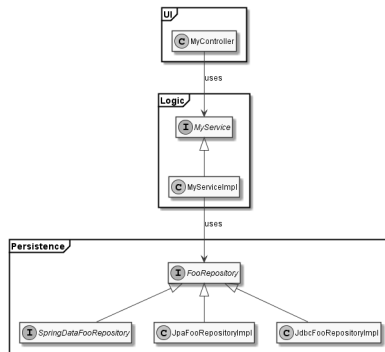 UI
C MyController
uses
Logic
I MyService
C MyServiceImpl
uses
Persistence
I FooRepository
I SpringDataFooRepository
C JpaFooRepositoryImpl
C JdbcFooRepositoryImpl